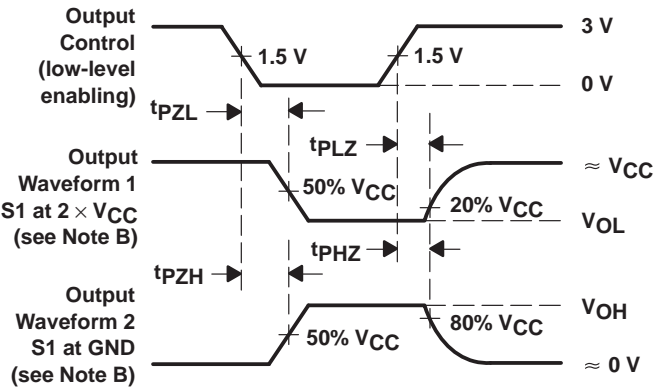 Output
Control
(low-level
enabling)
1.5 V
1.5 V
3 V
0 V
tPZL
tPLZ
Output
Waveform 1
S1 at 2 × VCC
(see Note B)
50% VCC
20% VCC
≈ VCC
VOL
tPZH
tPHZ
Output
Waveform 2
S1 at GND
(see Note B)
50% VCC
80% VCC
VOH
≈ 0 V